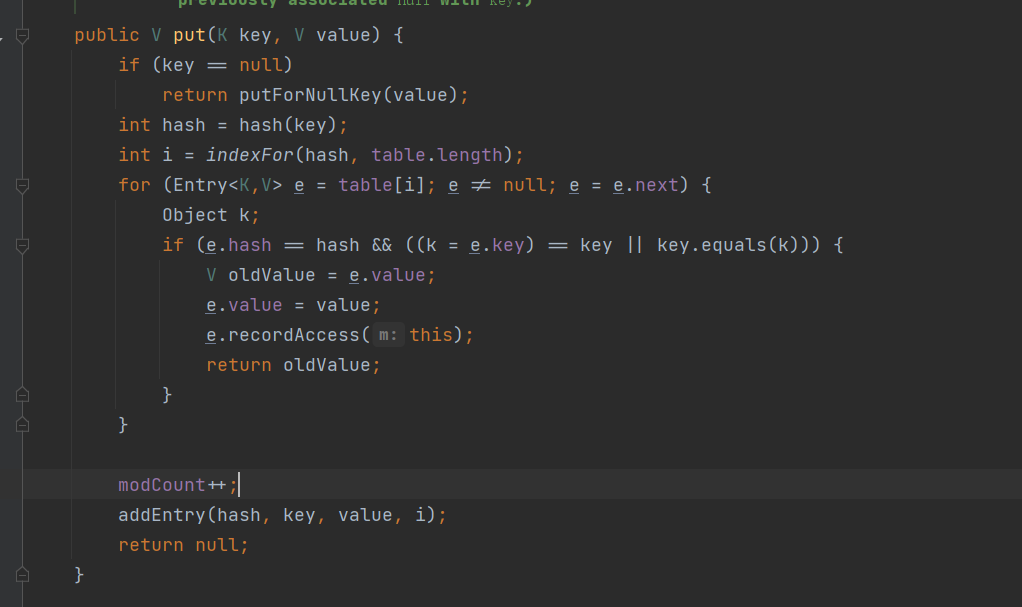 previously associated null with key.)
public V put(K key, V value) {
if (key == null)
return putForNullKey(value);
int hash = hash(key);
int i = indexFor(hash, table.length);
for (Entry<K,V> e = table[i]; e != null; e = e.next) {
Object k;
if (e.hash == hash && ((k = e.key) == key || key.equals(k))) {
V oldValue = e.value;
e.value = value;
e.recordAccess( m: this);
return oldValue;
}
}
modCount++;
addEntry(hash, key, value, i);
return null;
}